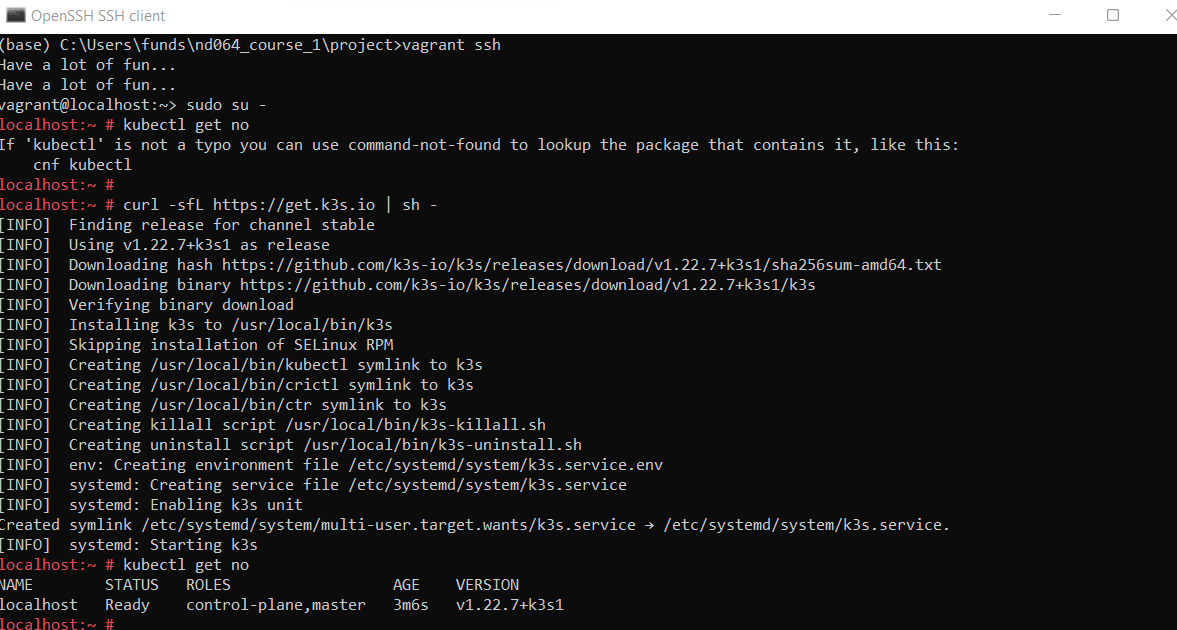 OpenSSH SSH client
(base) C:\Users\funds\nd064_course_1\project>vagrant ssh
Have a lot of fun...
Have a lot of fun...
vagrant@localhost:~> sudo su -
localhost:~ # kubectl get no
If 'kubectl' is not a typo you can use command-not-found to lookup the package that contains it, like this:
    cnf kubectl
localhost:~ #
localhost:~ # curl -sfL https://get.k3s.io | sh -
[INFO]  Finding release for channel stable
[INFO]  Using v1.22.7+k3s1 as release
[INFO]  Downloading hash https://github.com/k3s-io/k3s/releases/download/v1.22.7+k3s1/sha256sum-amd64.txt
[INFO]  Downloading binary https://github.com/k3s-io/k3s/releases/download/v1.22.7+k3s1/k3s
[INFO]  Verifying binary download
[INFO]  Installing k3s to /usr/local/bin/k3s
[INFO]  Skipping installation of SELinux RPM
[INFO]  Creating /usr/local/bin/kubectl symlink to k3s
[INFO]  Creating /usr/local/bin/crictl symlink to k3s
[INFO]  Creating /usr/local/bin/ctr symlink to k3s
[INFO]  Creating killall script /usr/local/bin/k3s-killall.sh
[INFO]  Creating uninstall script /usr/local/bin/k3s-uninstall.sh
[INFO]  env: Creating environment file /etc/systemd/system/k3s.service.env
[INFO]  systemd: Creating service file /etc/systemd/system/k3s.service
[INFO]  systemd: Enabling k3s unit
Created symlink /etc/systemd/system/multi-user.target.wants/k3s.service → /etc/systemd/system/k3s.service.
[INFO]  systemd: Starting k3s
localhost:~ # kubectl get no
NAME        STATUS   ROLES                  AGE    VERSION
localhost   Ready    control-plane,master   3m6s   v1.22.7+k3s1
localhost:~ #